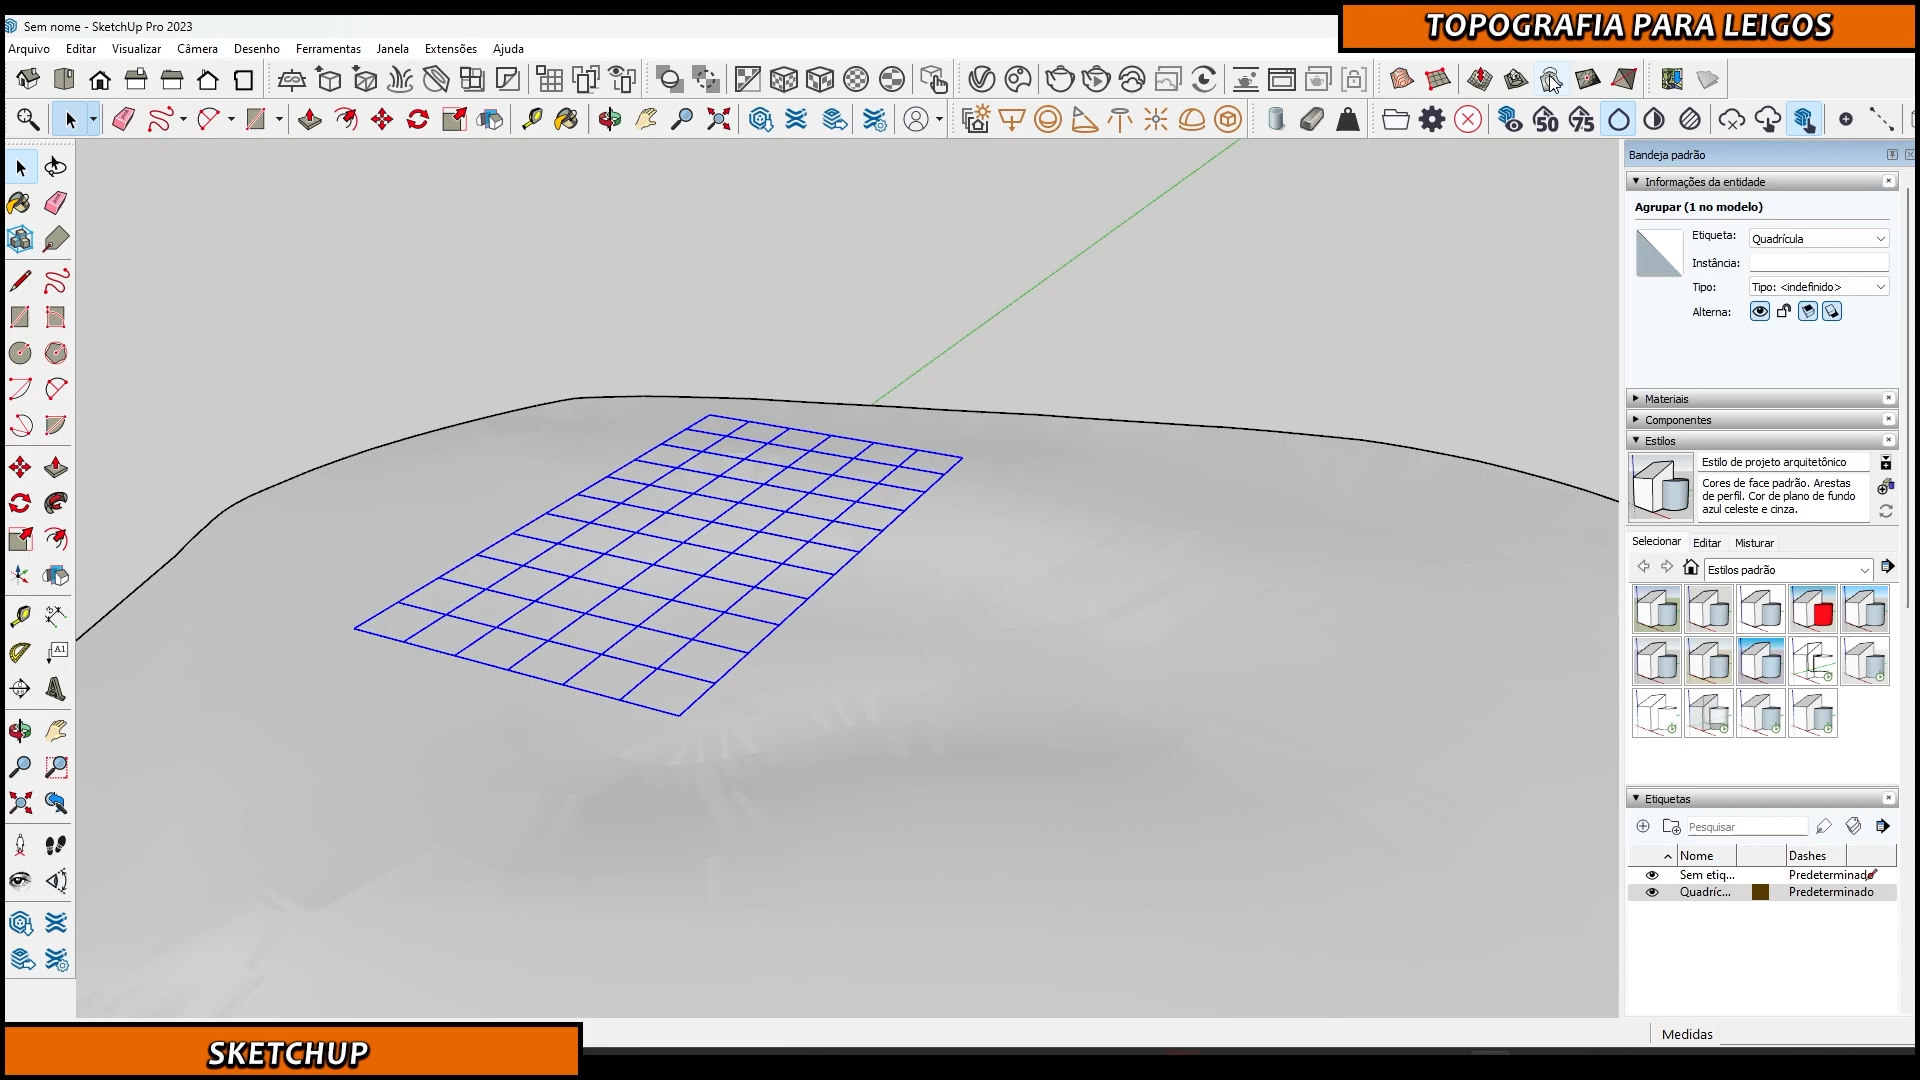 Sem nome - SketchUp Pro 2023
TOPOGRAFIA PARA LEIGOS
Arquivo Editar Visualizar Câmera Desenho Ferramentas Janela Extensões Ajuda
50 75
Bandeja padrão
Informações da entidade
Agrupar (1 no modelo)
Etiqueta: Quadrícula
Instância:
Tipo: Tipo: <indefinido>
Alterna:
Materiais
Componentes
Estilos
Estilo de projeto arquitetônico
Cores de face padrão. Arestas
de perfil. Cor de plano de fundo
azul celeste e cinza.
Selecionar Editar Misturar
Estilos padrão
A1
Etiquetas
Pesquisar
Nome Dashes
Sem etiq... Predeterminado
Quadríc... Predeterminado
Medidas
SKETCHUP